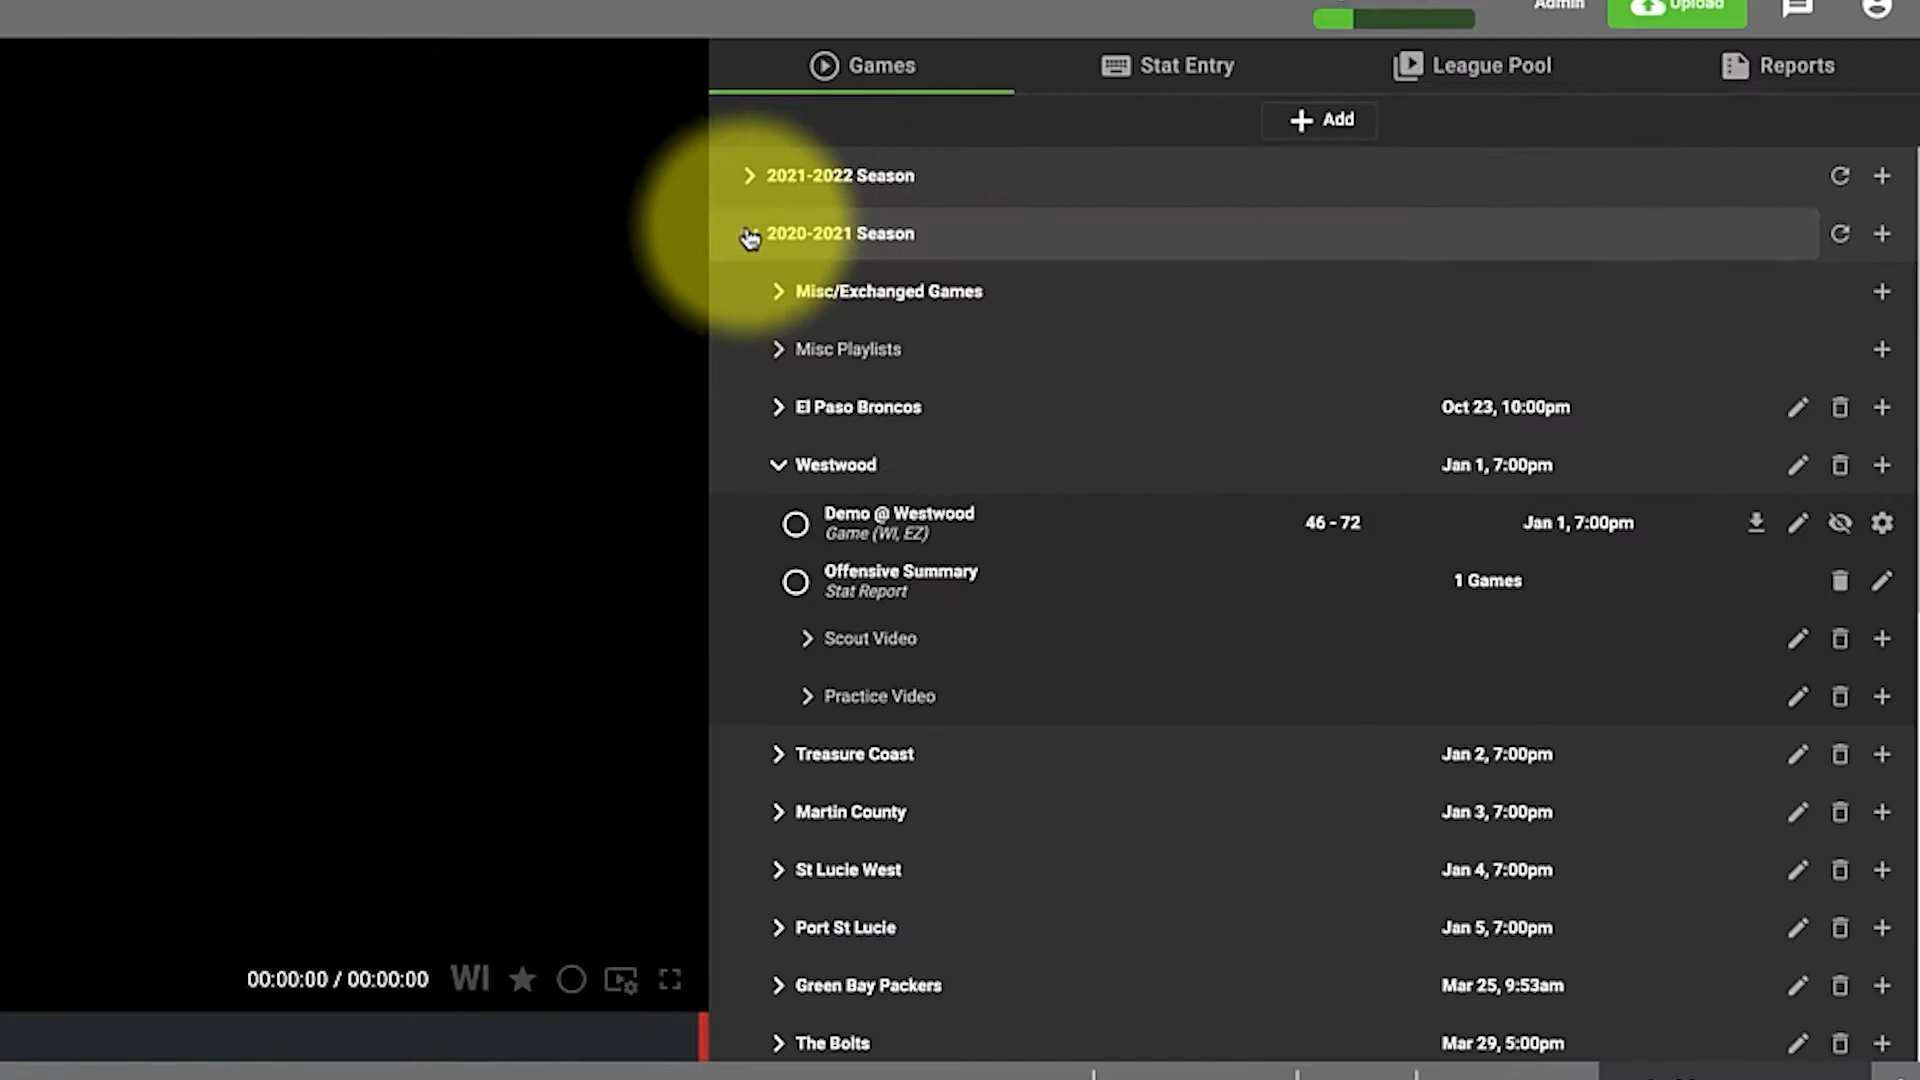 Admin
Upload
Games
Stat Entry
League Pool
Reports
Add
2021-2022 Season
2020-2021 Season
Misc/Exchanged Games
Misc Playlists
El Paso Broncos Oct 23, 10:00pm
Westwood Jan 1, 7:00pm
Demo @ Westwood 46 - 72 Jan 1, 7:00pm
Game (WI, EZ)
Offensive Summary 1 Games
Stat Report
Scout Video
Practice Video
Treasure Coast Jan 2, 7:00pm
Martin County Jan 3, 7:00pm
St Lucie West Jan 4, 7:00pm
Port St Lucie Jan 5, 7:00pm
00:00:00 / 00:00:00 WI
Green Bay Packers Mar 25, 9:53am
The Bolts Mar 29, 5:00pm